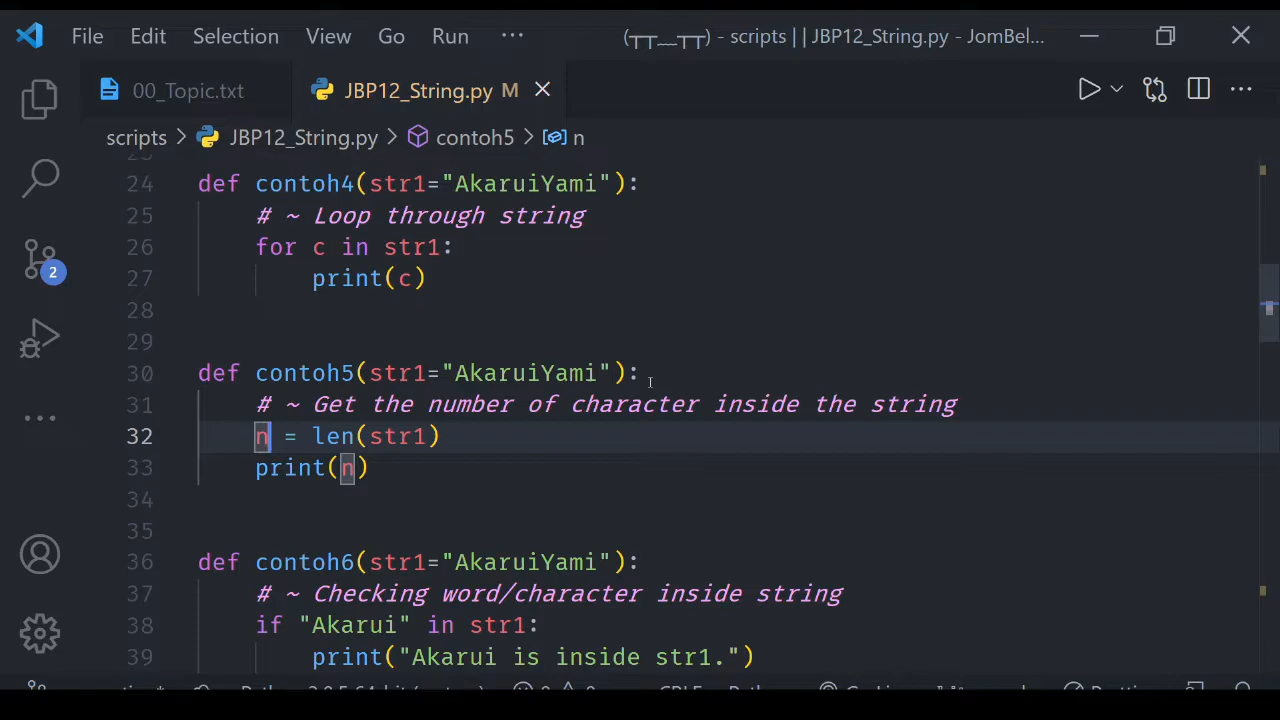 File Edit Selection View Go Run ··· (┬┬﹏┬┬) - scripts | | JBP12_String.py - JomBel...
00_Topic.txt JBP12_String.py M
scripts > JBP12_String.py > contoh5 > n
24 def contoh4(str1="AkaruiYami"):
25 # ~ Loop through string
26 for c in str1:
27 print(c)
28
29
30 def contoh5(str1="AkaruiYami"):
31 # ~ Get the number of character inside the string
2
32 n = len(str1)
33 print(n)
34
35
36 def contoh6(str1="AkaruiYami"):
37 # ~ Checking word/character inside string
38 if "Akarui" in str1:
39 print("Akarui is inside str1.")